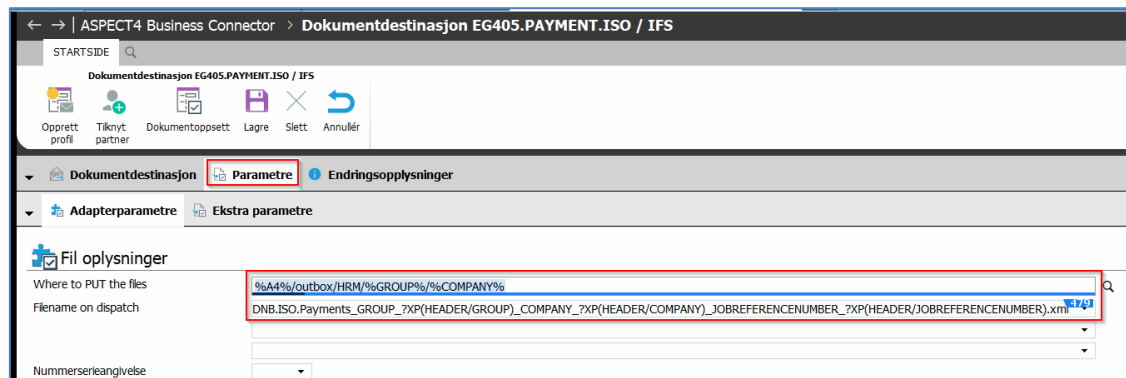 ← → | ASPECT4 Business Connector > Dokumentdestinasjon EG405.PAYMENT.ISO / IFS
STARTSIDE
Dokumentdestinasjon EG405.PAYMENT.ISO / IFS
Opprett profil
Tilknyt partner
Dokumentoppsett
Lagre
Slett
Annullér
Dokumentdestinasjon Parametre Endringsopplysninger
Adapterparametre Ekstra parametre
Fil oplysninger
Where to PUT the files %A4%/outbox/HRM/%GROUP%/%COMPANY%
Filename on dispatch DNB.ISO.Payments_GROUP_?XP(HEADER/GROUP)_COMPANY_?XP(HEADER/COMPANY)_JOBREFERENCENUMBER_?XP(HEADER/JOBREFERENCENUMBER).xml
479
Nummerserieangivelse